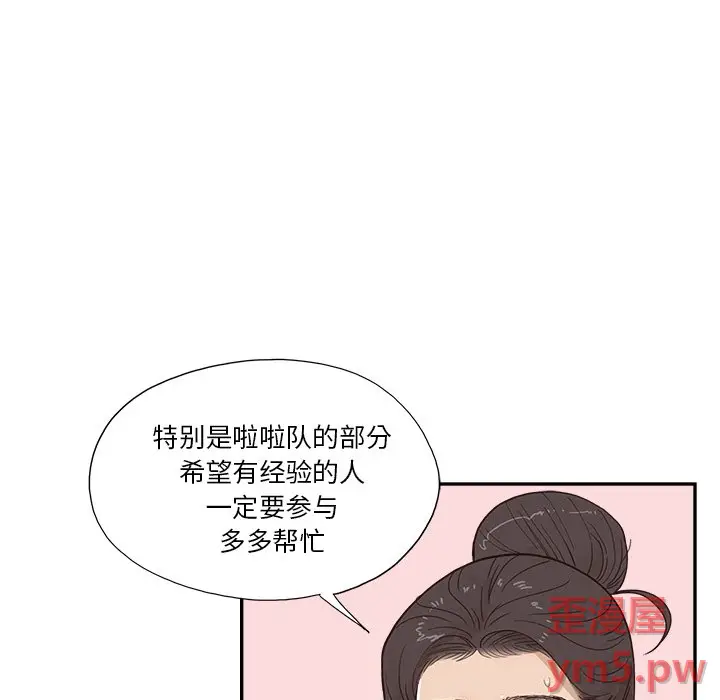 特别是啦啦队的部分
希望有经验的人
一定要参与
多多帮忙
歪漫屋
ym5.pw